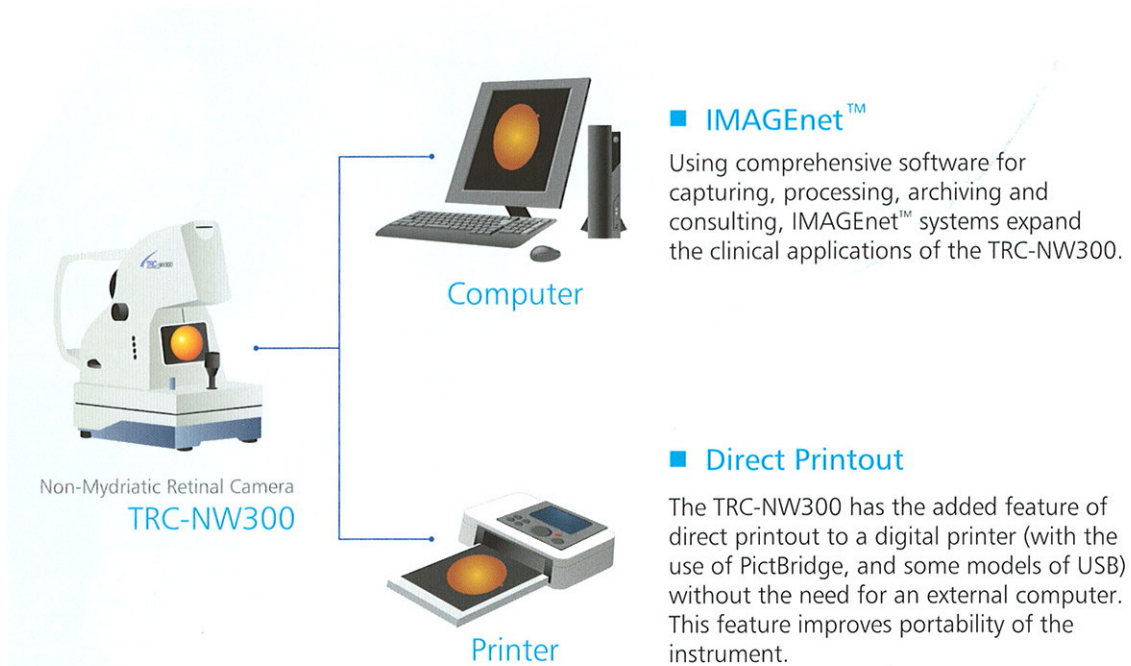 ■ IMAGEnet™
Using comprehensive software for
capturing, processing, archiving and
consulting, IMAGEnet™ systems expand
the clinical applications of the TRC-NW300.
Computer
TRC-NW300
Non-Mydriatic Retinal Camera
TRC-NW300
■ Direct Printout
The TRC-NW300 has the added feature of
direct printout to a digital printer (with the
use of PictBridge, and some models of USB)
without the need for an external computer.
This feature improves portability of the
instrument.
Printer